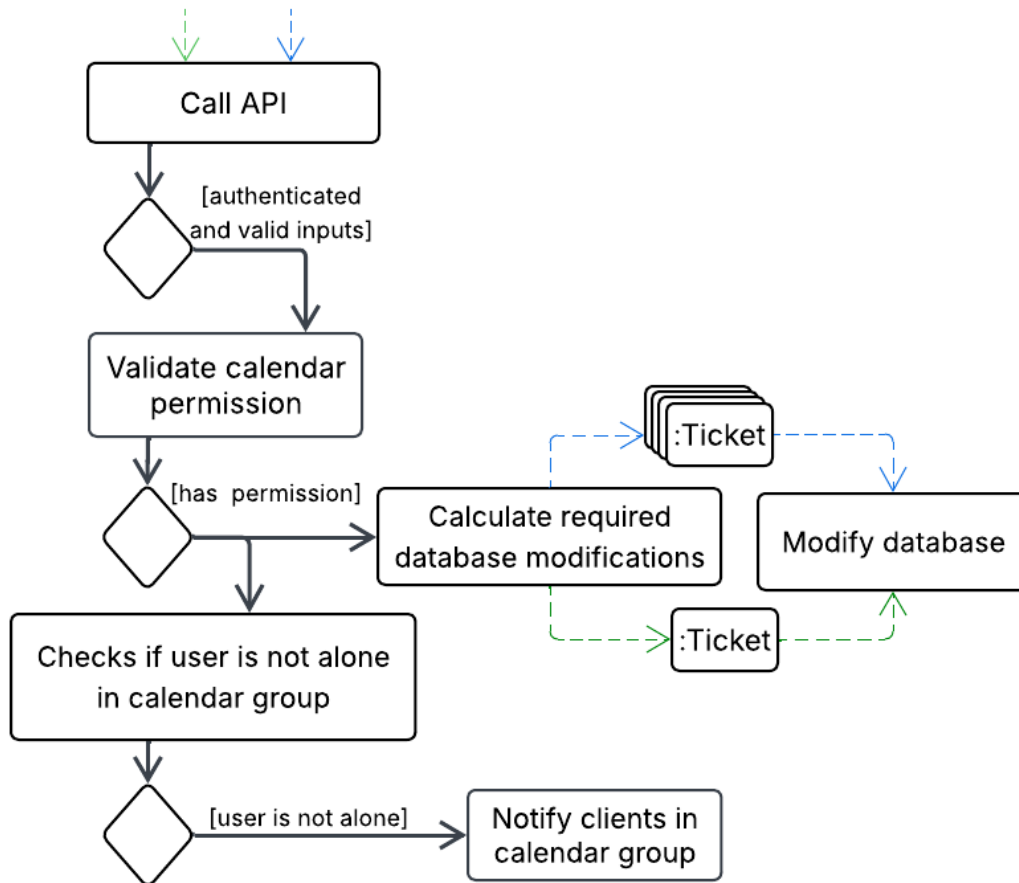 Call API
[authenticated
and valid inputs]
Validate calendar
permission
:Ticket
[has permission]
Calculate required
database modifications
Modify database
:Ticket
Checks if user is not alone
in calendar group
[user is not alone]
Notify clients in
calendar group